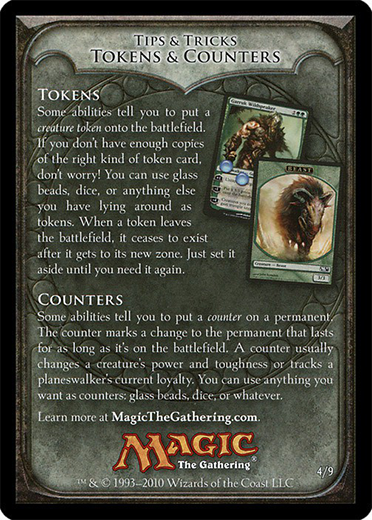 Tips & Tricks
Tokens & Counters
Tokens
Some abilities tell you to put a
creature token onto the battlefield.
If you don't have enough copies
of the right kind of token card,
don't worry! You can use glass
beads, dice, or anything else
you have lying around as
tokens. When a token leaves
the battlefield, it ceases to exist
after it gets to its new zone. Just set it
aside until you need it again.
Garruk Wildspeaker
Beast
Creature — Beast
3/3
Counters
Some abilities tell you to put a counter on a permanent.
The counter marks a change to the permanent that lasts
for as long as it's on the battlefield. A counter usually
changes a creature's power and toughness or tracks a
planeswalker's current loyalty. You can use anything you
want as counters: glass beads, dice, or whatever.
Learn more at MagicTheGathering.com.
Magic
The Gathering®
4/9
™ & © 1993–2010 Wizards of the Coast LLC